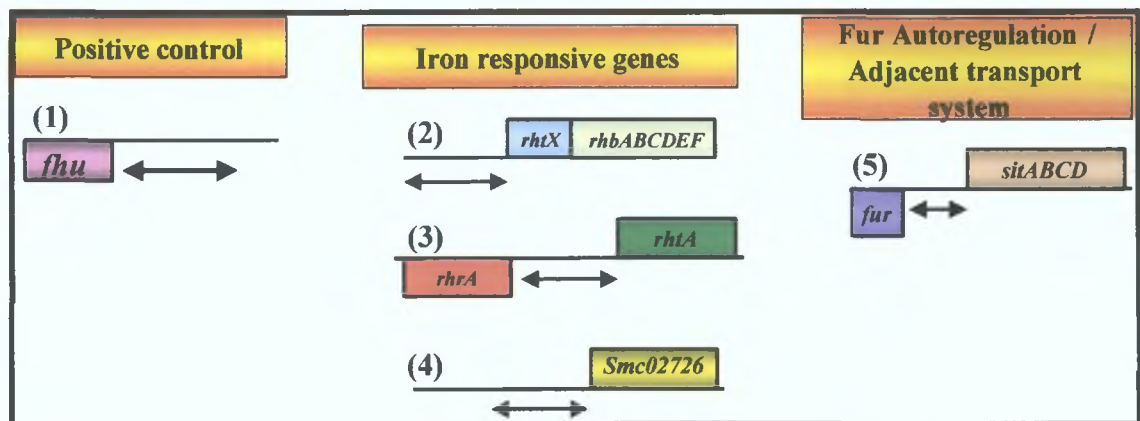 Positive control
(1)
fhu
Iron responsive genes
(2)
rhtX rhbABCDEF
(3)
rhtA
rhrA
(4)
Smc02726
Fur Autoregulation /
Adjacent transport
system
(5)
sitABCD
fur